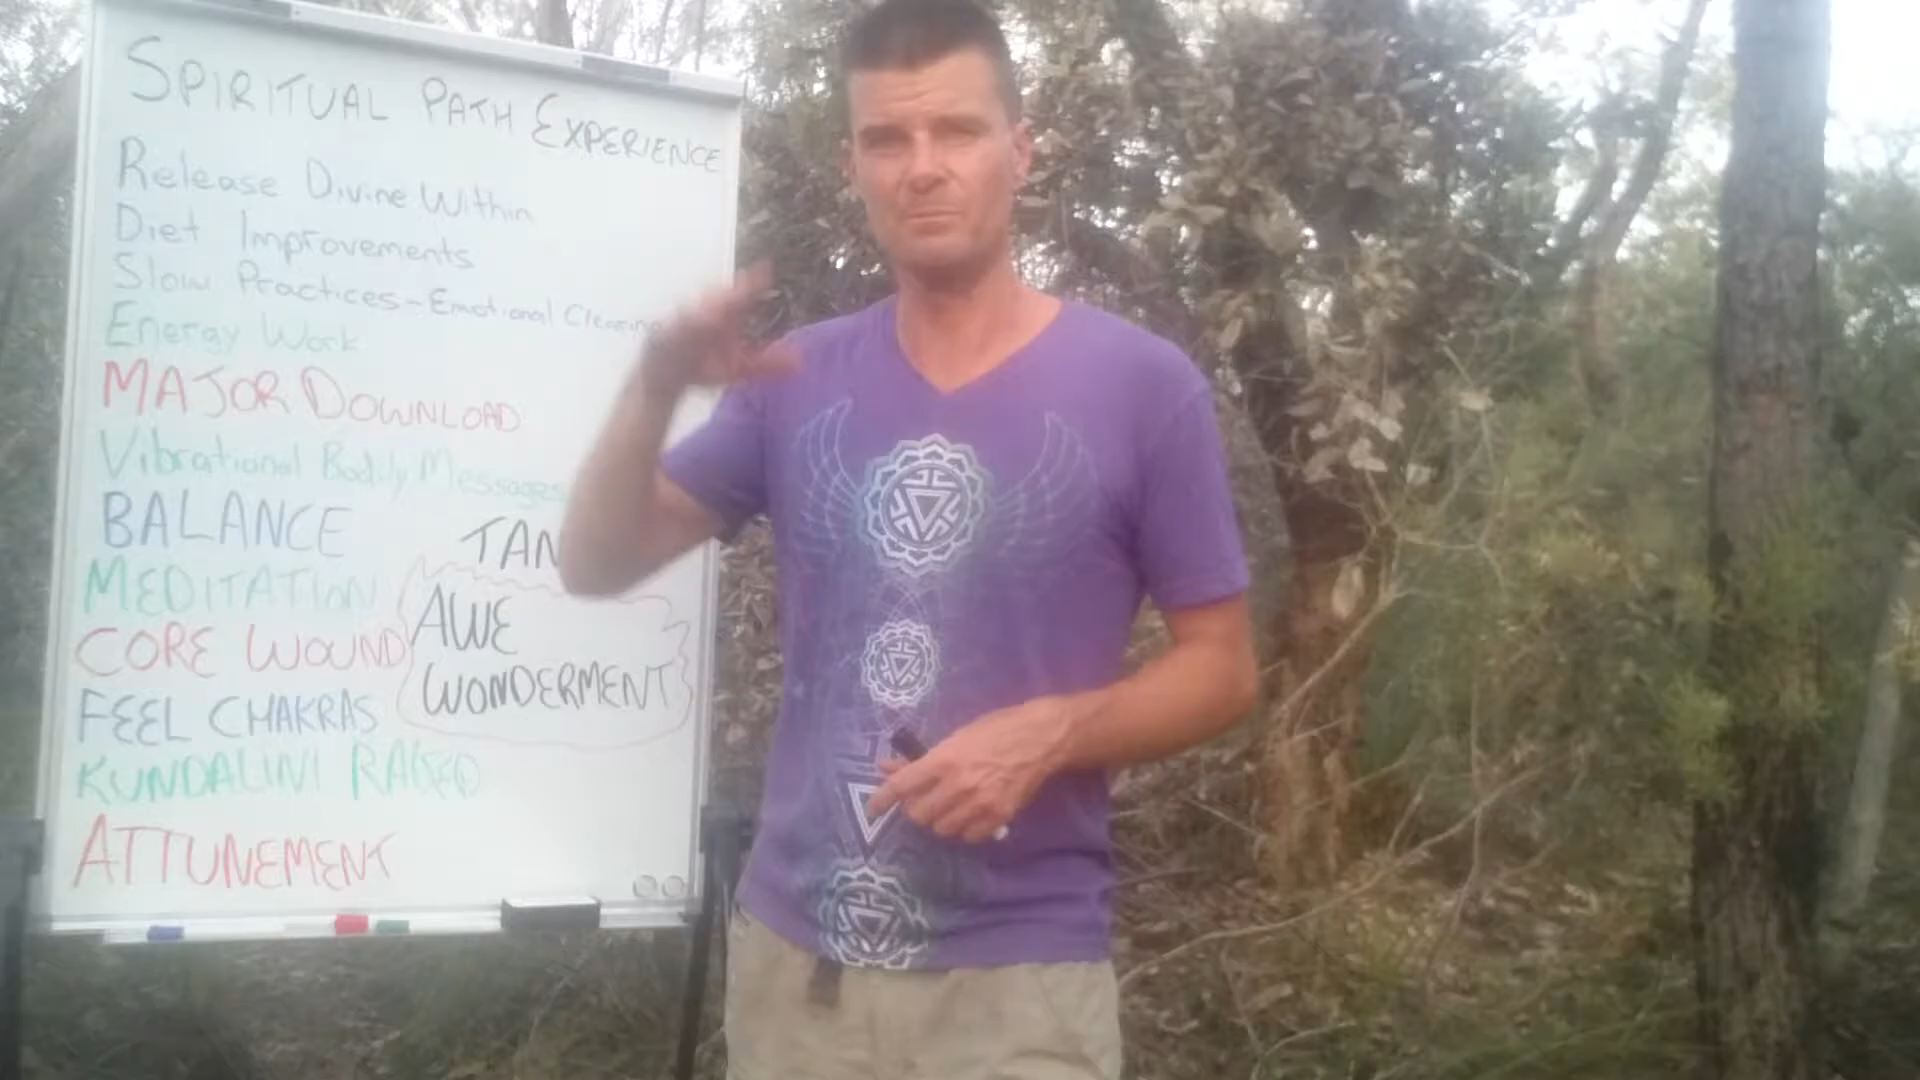 SPIRITUAL PATH EXPERIENCE
Release Divine Within
Diet Improvements
Slow Practices-Emotional Clearing
Energy Work
MAJOR DOWNLOAD
Vibrational Bodily Messages
BALANCE
TAN
MEDITATION
AWE
CORE WOUND
WONDERMENT
FEEL CHAKRAS
KUNDALINI RAISED
ATTUNEMENT